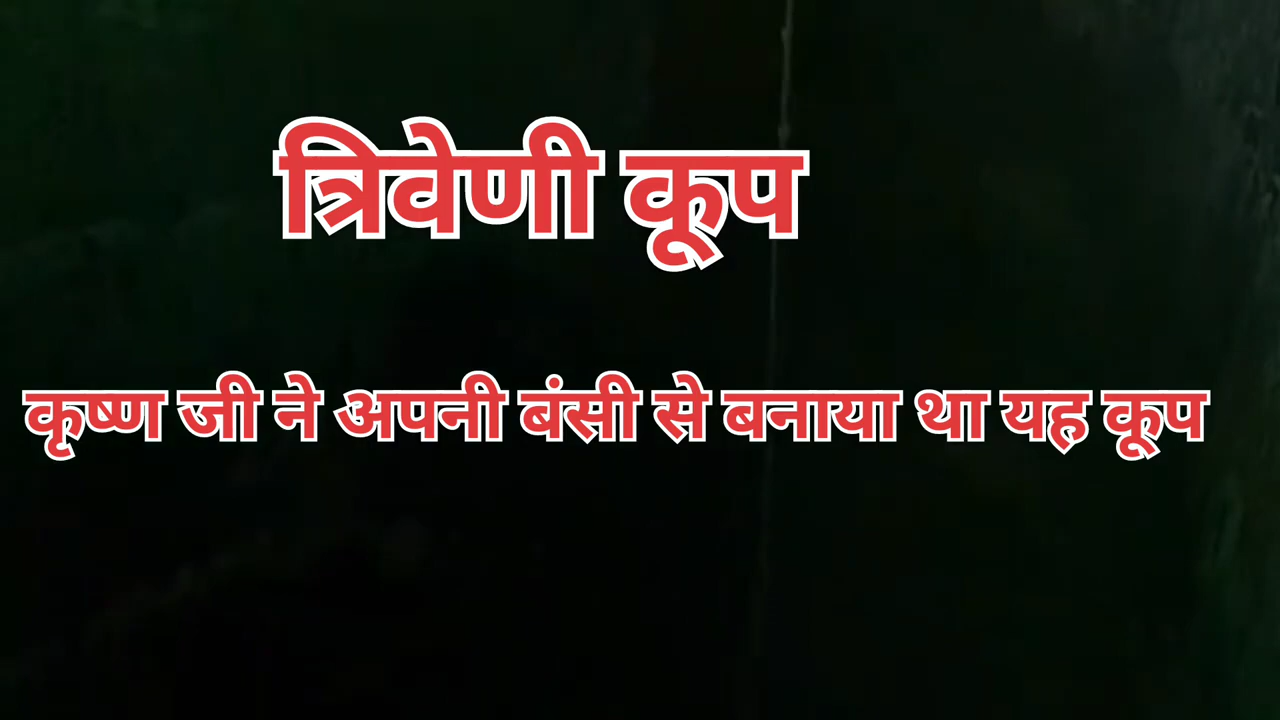 त्रिवेणी कूप
कृष्ण जी ने अपनी बंसी से बनाया था यह कूप